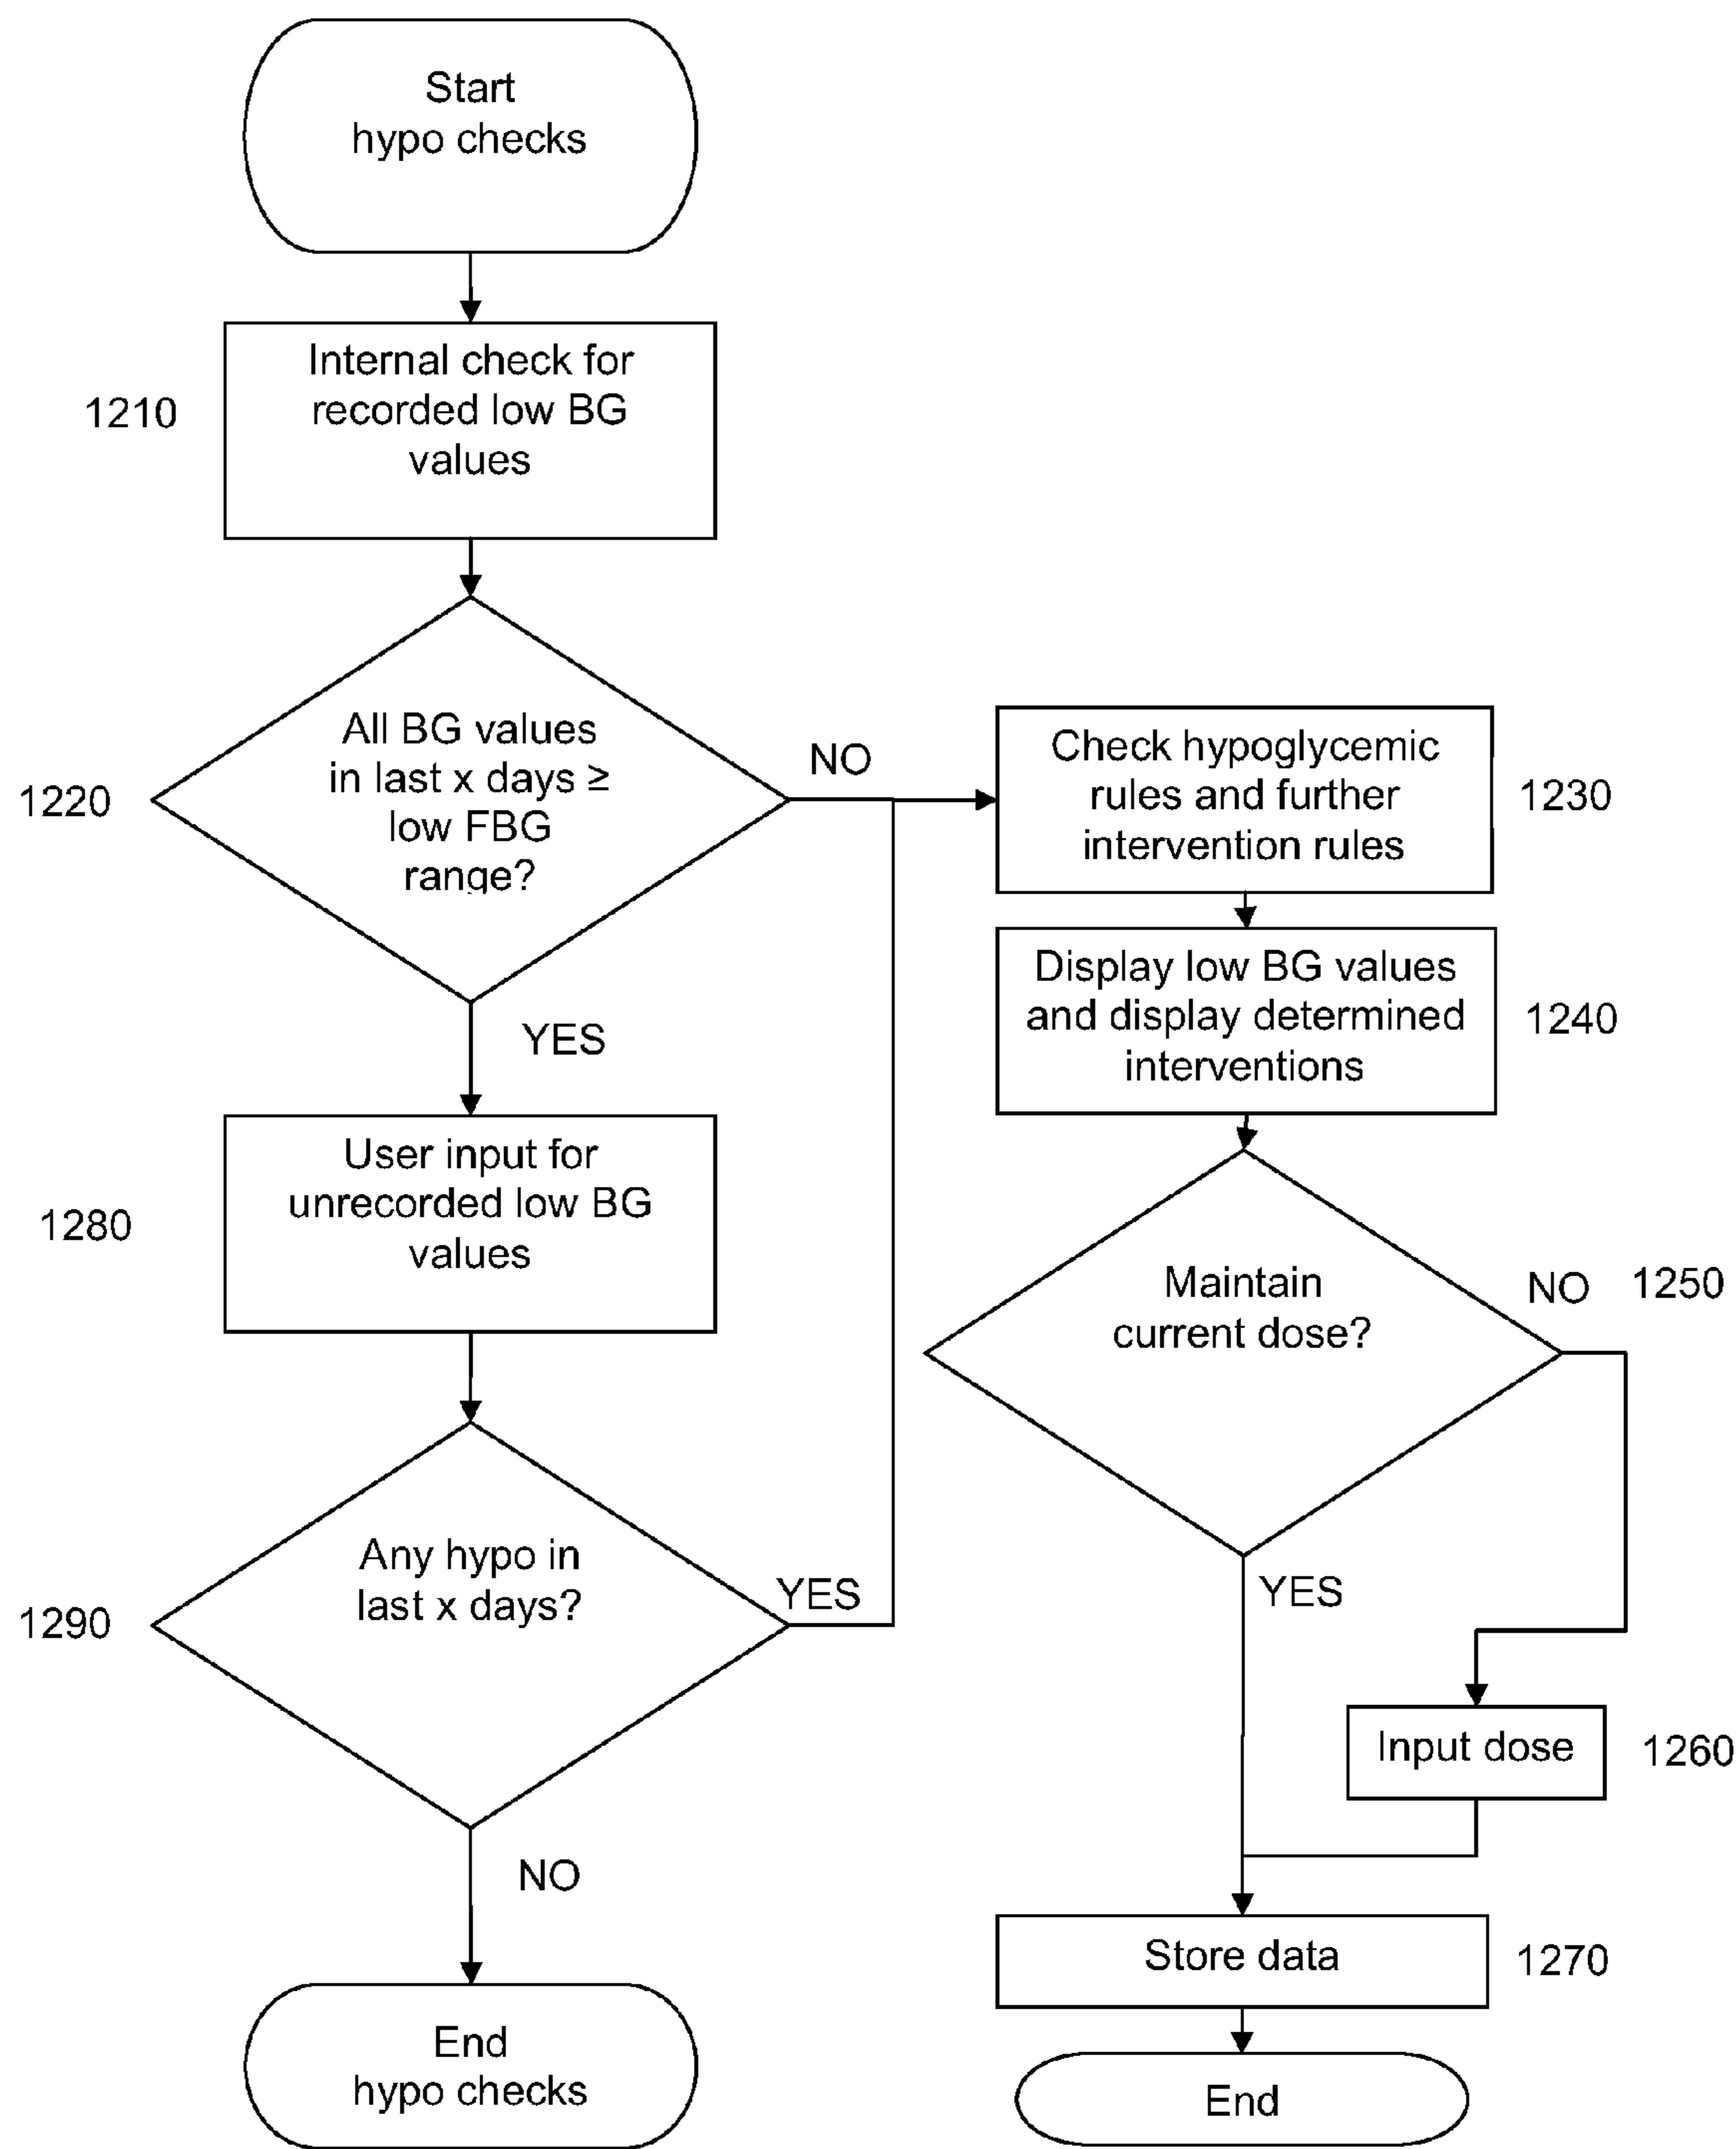 Start
hypo checks
1210
Internal check for
recorded low BG
values
1220
All BG values
in last x days ≥
low FBG
range?
NO
YES
1280
User input for
unrecorded low BG
values
1290
Any hypo in
last x days?
YES
NO
End
hypo checks
Check hypoglycemic
rules and further
intervention rules
1230
Display low BG values
and display determined
interventions
1240
Maintain
current dose?
NO
1250
YES
Input dose
1260
Store data
1270
End